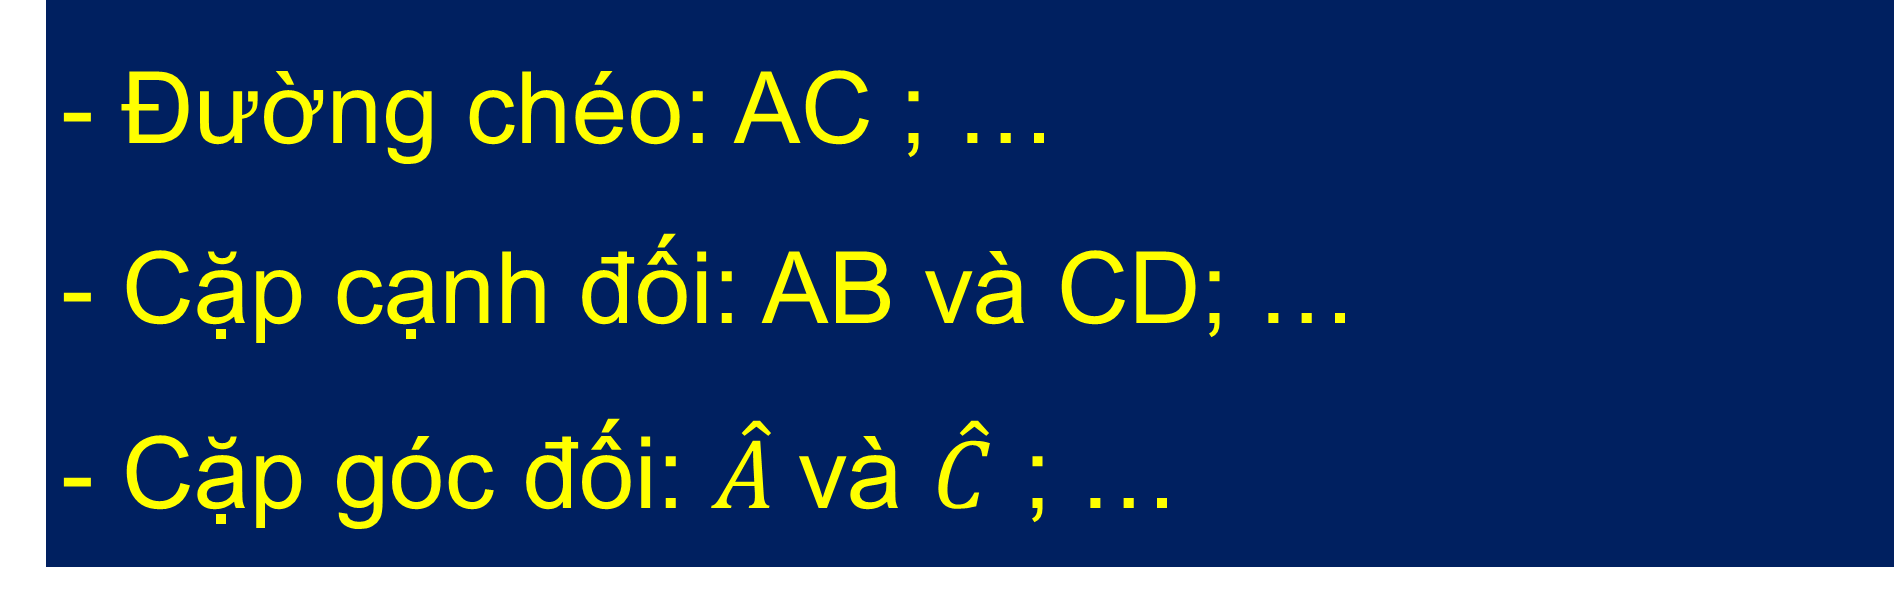 - Đường chéo: AC ; …
- Cặp cạnh đối: AB và CD; …
- Cặp góc đối: Â và Ĉ ; …